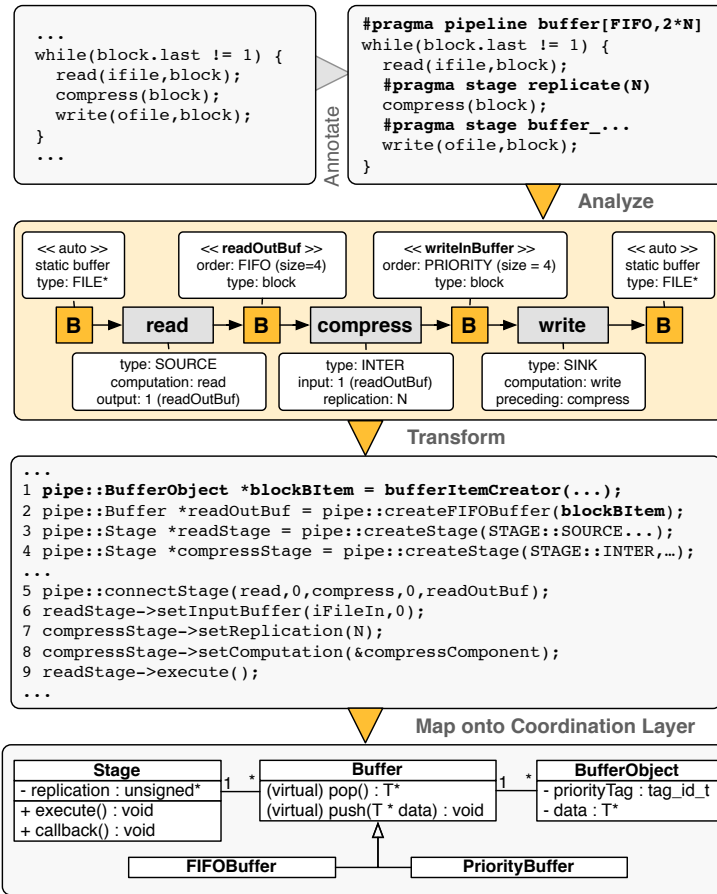 ...
while(block.last != 1) {
read(ifile,block);
compress(block);
write(ofile,block);
}
...
Annotate
#pragma pipeline buffer[FIFO,2*N]
while(block.last != 1) {
read(ifile,block);
#pragma stage replicate(N)
compress(block);
#pragma stage buffer_...
write(ofile,block);
}
Analyze
<< auto >>
static buffer
type: FILE*
<< readOutBuf >>
order: FIFO (size=4)
type: block
<< writeInBuffer >>
order: PRIORITY (size = 4)
type: block
<< auto >>
static buffer
type: FILE*
B read B compress B write B
type: SOURCE
computation: read
output: 1 (readOutBuf)
type: INTER
input: 1 (readOutBuf)
replication: N
type: SINK
computation: write
preceding: compress
Transform
...
1 pipe::BufferObject *blockBItem = bufferItemCreator(...);
2 pipe::Buffer *readOutBuf = pipe::createFIFOBuffer(blockBItem);
3 pipe::Stage *readStage = pipe::createStage(STAGE::SOURCE...);
4 pipe::Stage *compressStage = pipe::createStage(STAGE::INTER,…);
...
5 pipe::connectStage(read,0,compress,0,readOutBuf);
6 readStage->setInputBuffer(iFileIn,0);
7 compressStage->setReplication(N);
8 compressStage->setComputation(&compressComponent);
9 readStage->execute();
...
Map onto Coordination Layer
Stage
- replication : unsigned*
+ execute() : void
+ callback() : void
1 *
Buffer
(virtual) pop() : T*
(virtual) push(T * data) : void
1 *
BufferObject
- priorityTag : tag_id_t
- data : T*
FIFOBuffer
PriorityBuffer